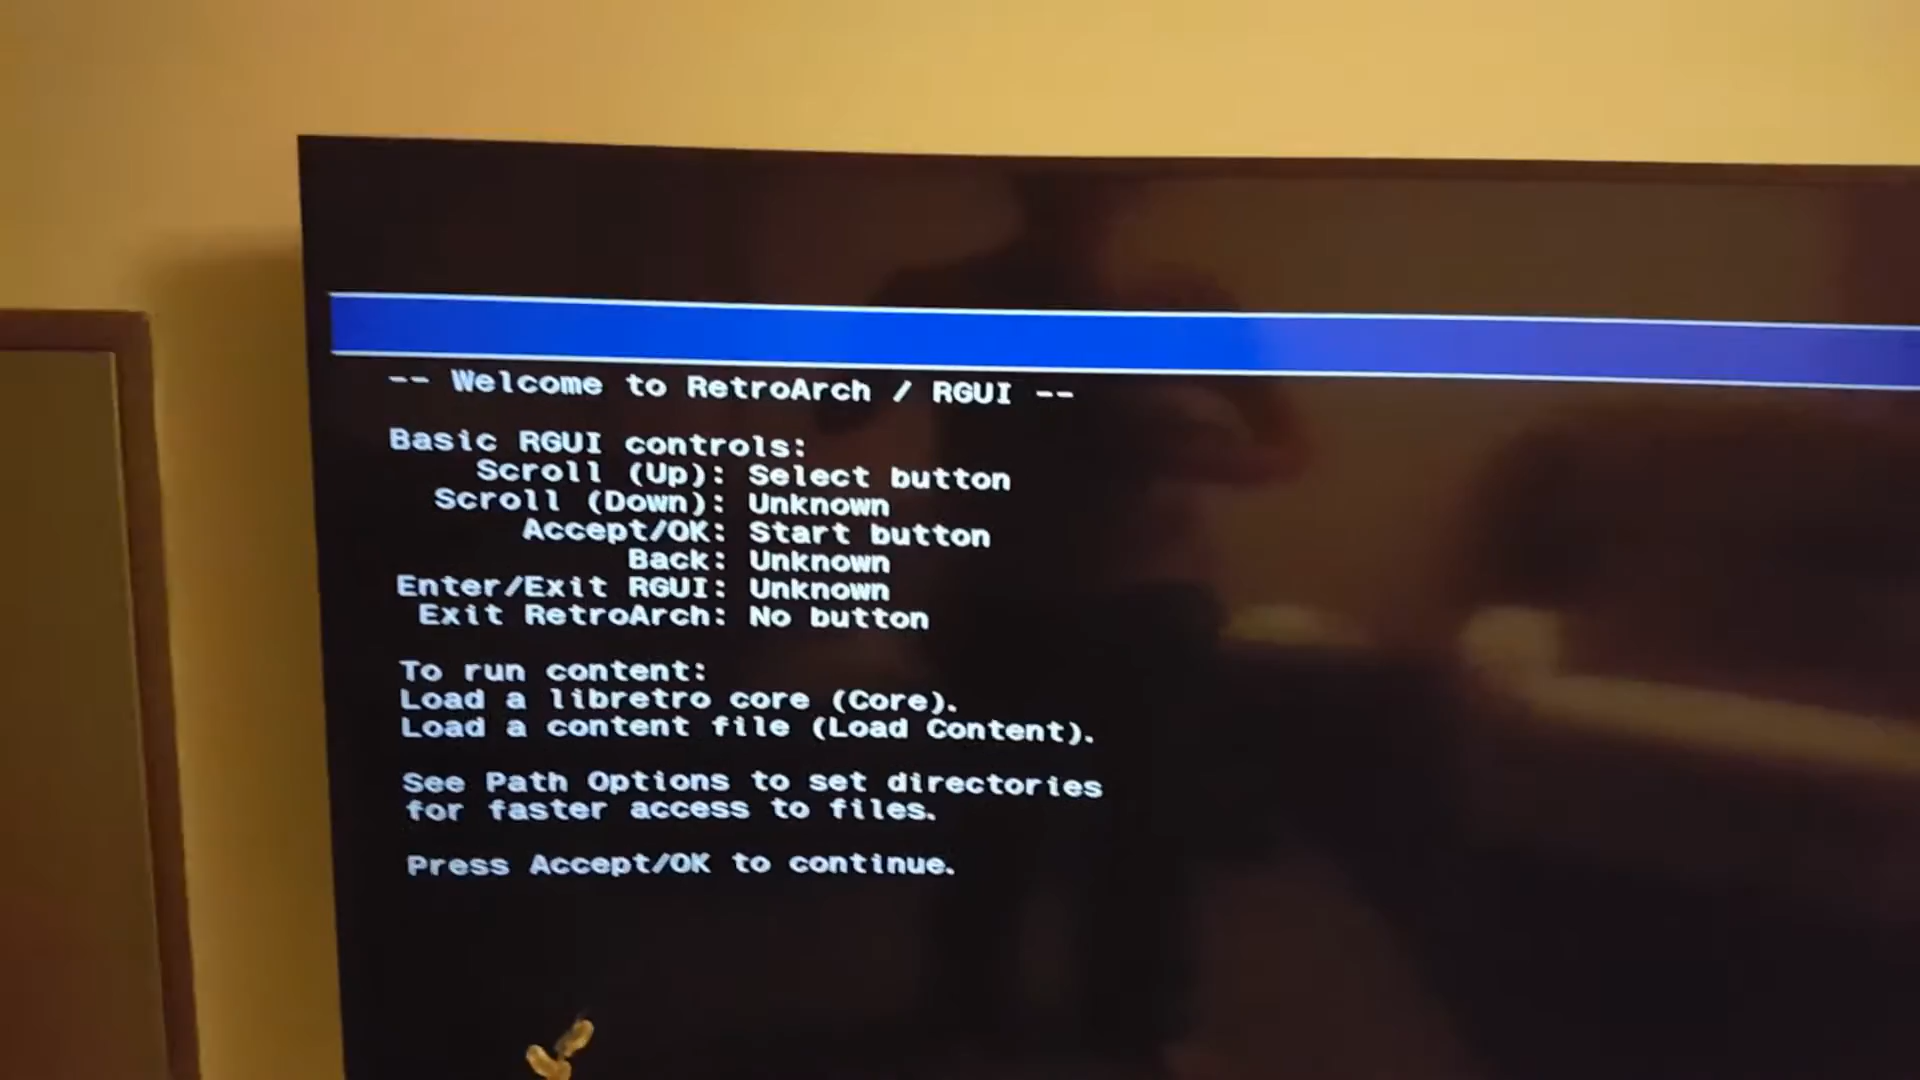 -- Welcome to RetroArch / RGUI --
Basic RGUI controls:
Scroll (Up): Select button
Scroll (Down): Unknown
Accept/OK: Start button
Back: Unknown
Enter/Exit RGUI: Unknown
Exit RetroArch: No button
To run content:
Load a libretro core (Core).
Load a content file (Load Content).
See Path Options to set directories
for faster access to files.
Press Accept/OK to continue.